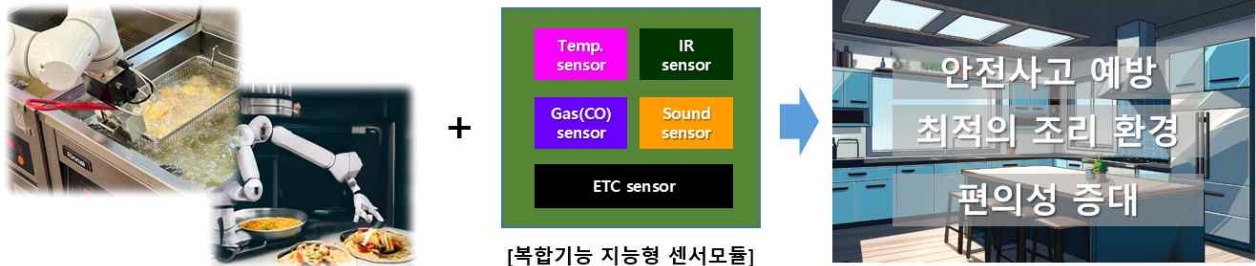 +
Temp.
sensor
IR
sensor
Gas(CO)
sensor
Sound
sensor
ETC sensor
[복합기능 지능형 센서모듈]
안전사고 예방
최적의 조리 환경
편의성 증대